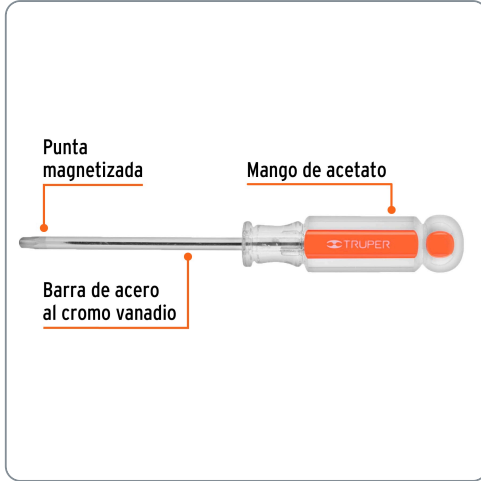 Punta
magnetizada
Mango de acetato
TRUPER
Barra de acero
al cromo vanadio